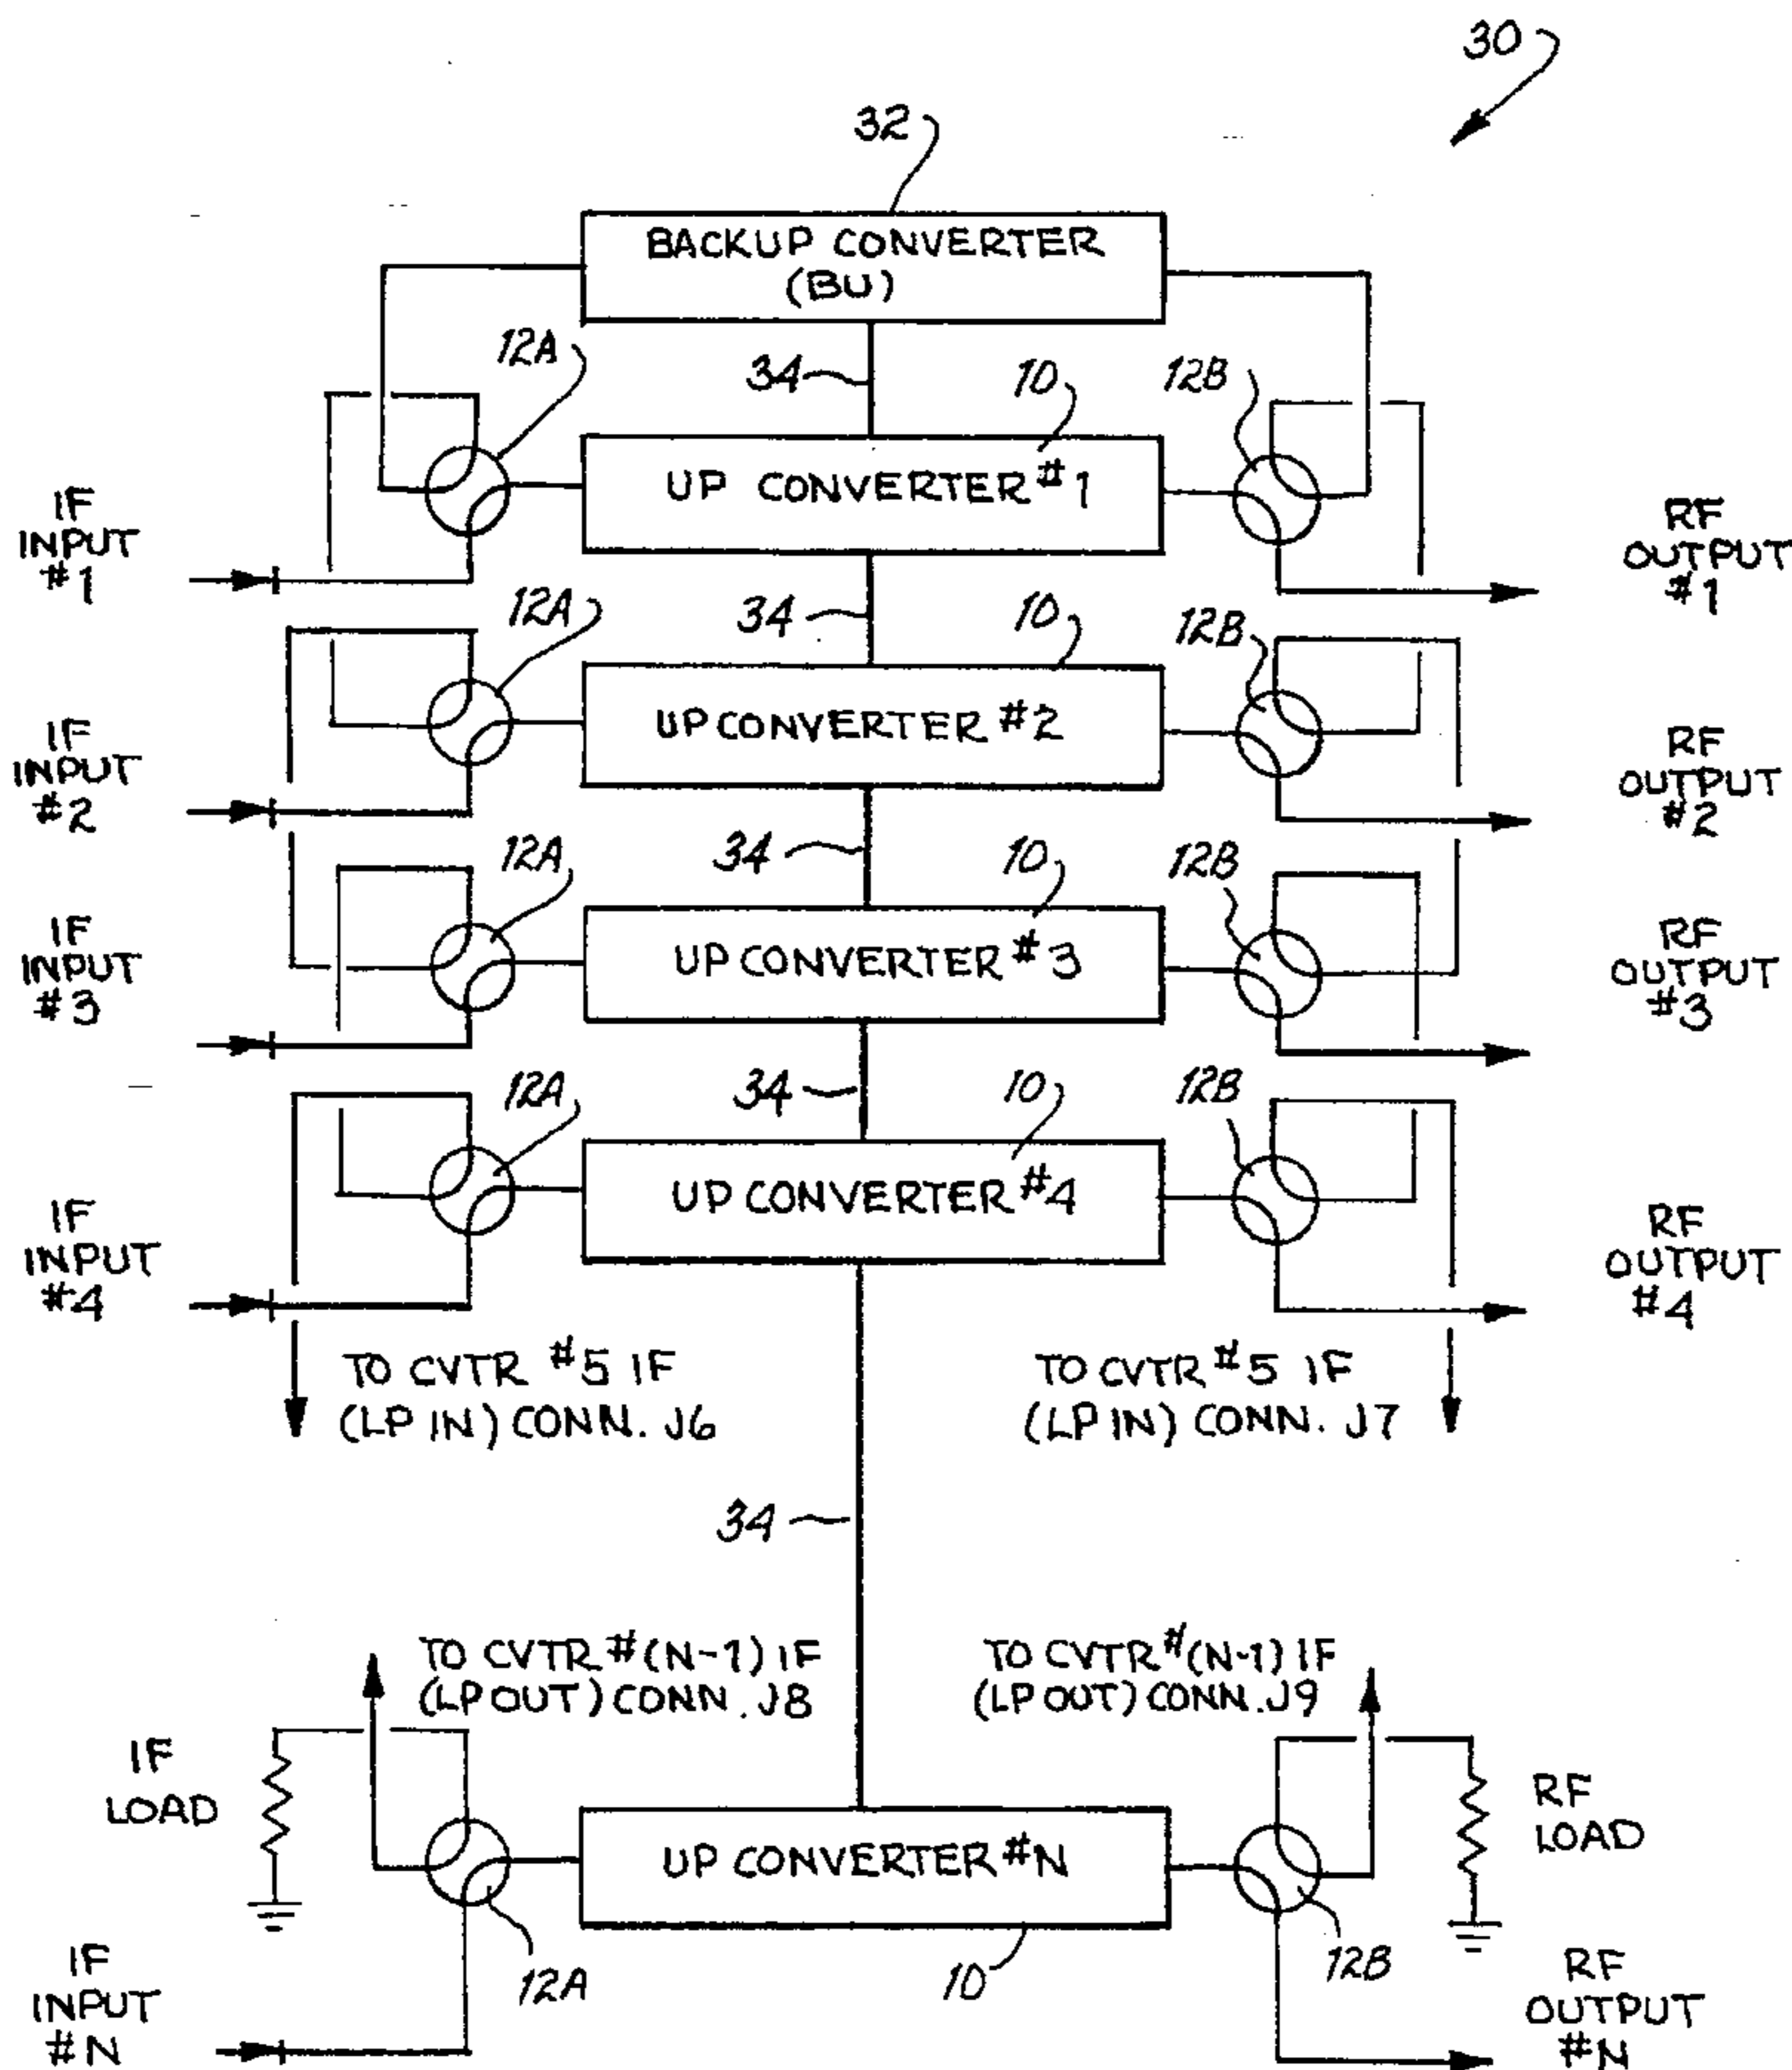 30
32
BACKUP CONVERTER
(BU)
12A
34
10
12B
UP CONVERTER #1
IF
INPUT
#1
RF
OUTPUT
#1
12A
34
10
12B
UP CONVERTER #2
IF
INPUT
#2
RF
OUTPUT
#2
12A
34
10
12B
UP CONVERTER #3
IF
INPUT
#3
RF
OUTPUT
#3
12A
34
10
12B
UP CONVERTER #4
IF
INPUT
#4
RF
OUTPUT
#4
TO CVTR #5 IF
(LP IN) CONN. J6
TO CVTR #5 IF
(LP IN) CONN. J7
34
TO CVTR #(N-1) IF
(LP OUT) CONN. J8
TO CVTR #(N-1) IF
(LP OUT) CONN. J9
IF
LOAD
UP CONVERTER #N
RF
LOAD
12A
10
12B
IF
INPUT
#N
RF
OUTPUT
#N